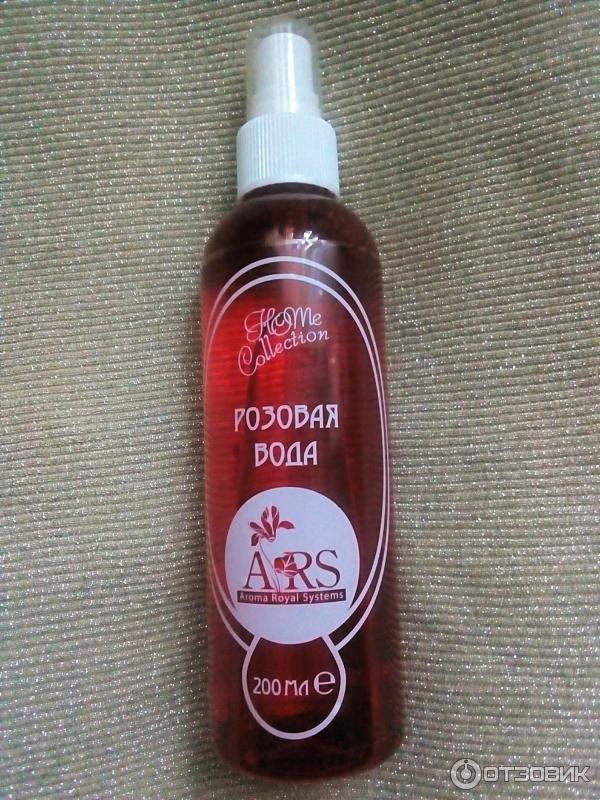 HOMe
Collection
РОЗОВАЯ
ВОДА
ARS
Aroma Royal Systems
200 МЛ e
ОТЗОВИК